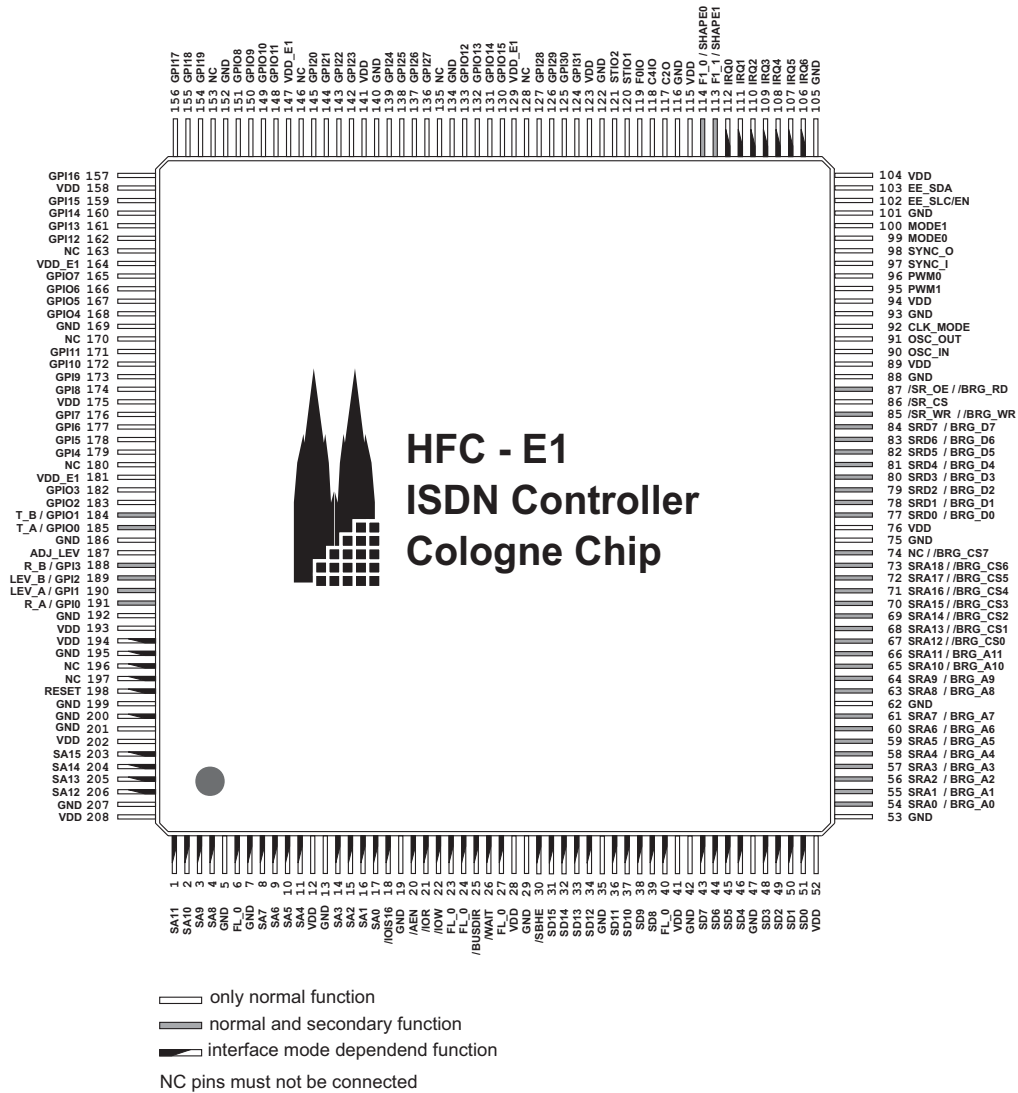 156 GPI17
155 GPI18
154 GPI19
153 NC
152 GND
151 GPIO8
150 GPIO9
149 GPIO10
148 GPIO11
147 VDD_E1
146 NC
145 GPI20
144 GPI21
143 GPI22
142 GPI23
141 VDD
140 GND
139 GPI24
138 GPI25
137 GPI26
136 GPI27
135 NC
134 GND
133 GPIO12
132 GPIO13
131 GPIO14
130 GPIO15
129 VDD_E1
128 NC
127 GPI28
126 GPI29
125 GPI30
124 GPI31
123 VDD
122 GND
121 STIO2
120 STIO1
119 F0IO
118 C4IO
117 C2O
116 GND
115 VDD
114 F1_0 / SHAPE0
113 F1_1 / SHAPE1
112 IRQ0
111 IRQ1
110 IRQ2
109 IRQ3
108 IRQ4
107 IRQ5
106 IRQ6
105 GND
GPI16 157
VDD 158
GPI15 159
GPI14 160
GPI13 161
GPI12 162
NC 163
VDD_E1 164
GPIO7 165
GPIO6 166
GPIO5 167
GPIO4 168
GND 169
NC 170
GPI11 171
GPI10 172
GPI9 173
GPI8 174
VDD 175
GPI7 176
GPI6 177
GPI5 178
GPI4 179
NC 180
VDD_E1 181
GPIO3 182
GPIO2 183
T_B / GPIO1 184
T_A / GPIO0 185
GND 186
ADJ_LEV 187
R_B / GPI3 188
LEV_B / GPI2 189
LEV_A / GPI1 190
R_A / GPI0 191
GND 192
VDD 193
VDD 194
GND 195
NC 196
NC 197
RESET 198
GND 199
GND 200
GND 201
VDD 202
SA15 203
SA14 204
SA13 205
SA12 206
GND 207
VDD 208
HFC - E1
ISDN Controller
Cologne Chip
104 VDD
103 EE_SDA
102 EE_SLC/EN
101 GND
100 MODE1
99 MODE0
98 SYNC_O
97 SYNC_I
96 PWM0
95 PWM1
94 VDD
93 GND
92 CLK_MODE
91 OSC_OUT
90 OSC_IN
89 VDD
88 GND
87 /SR_OE / /BRG_RD
86 /SR_CS
85 /SR_WR / /BRG_WR
84 SRD7 / BRG_D7
83 SRD6 / BRG_D6
82 SRD5 / BRG_D5
81 SRD4 / BRG_D4
80 SRD3 / BRG_D3
79 SRD2 / BRG_D2
78 SRD1 / BRG_D1
77 SRD0 / BRG_D0
76 VDD
75 GND
74 NC / /BRG_CS7
73 SRA18 / /BRG_CS6
72 SRA17 / /BRG_CS5
71 SRA16 / /BRG_CS4
70 SRA15 / /BRG_CS3
69 SRA14 / /BRG_CS2
68 SRA13 / /BRG_CS1
67 SRA12 / /BRG_CS0
66 SRA11 / BRG_A11
65 SRA10 / BRG_A10
64 SRA9 / BRG_A9
63 SRA8 / BRG_A8
62 GND
61 SRA7 / BRG_A7
60 SRA6 / BRG_A6
59 SRA5 / BRG_A5
58 SRA4 / BRG_A4
57 SRA3 / BRG_A3
56 SRA2 / BRG_A2
55 SRA1 / BRG_A1
54 SRA0 / BRG_A0
53 GND
SA11 1
SA10 2
SA9 3
SA8 4
GND 5
FL_0 6
GND 7
SA7 8
SA6 9
SA5 10
SA4 11
VDD 12
GND 13
SA3 14
SA2 15
SA1 16
SA0 17
/IOIS16 18
GND 19
/AEN 20
/IOR 21
/IOW 22
FL_0 23
FL_0 24
/BUSDIR 25
/WAIT 26
FL_0 27
VDD 28
GND 29
/SBHE 30
SD15 31
SD14 32
SD13 33
SD12 34
GND 35
SD11 36
SD10 37
SD9 38
SD8 39
FL_0 40
VDD 41
GND 42
SD7 43
SD6 44
SD5 45
SD4 46
GND 47
SD3 48
SD2 49
SD1 50
SD0 51
VDD 52
only normal function
normal and secondary function
interface mode dependend function
NC pins must not be connected